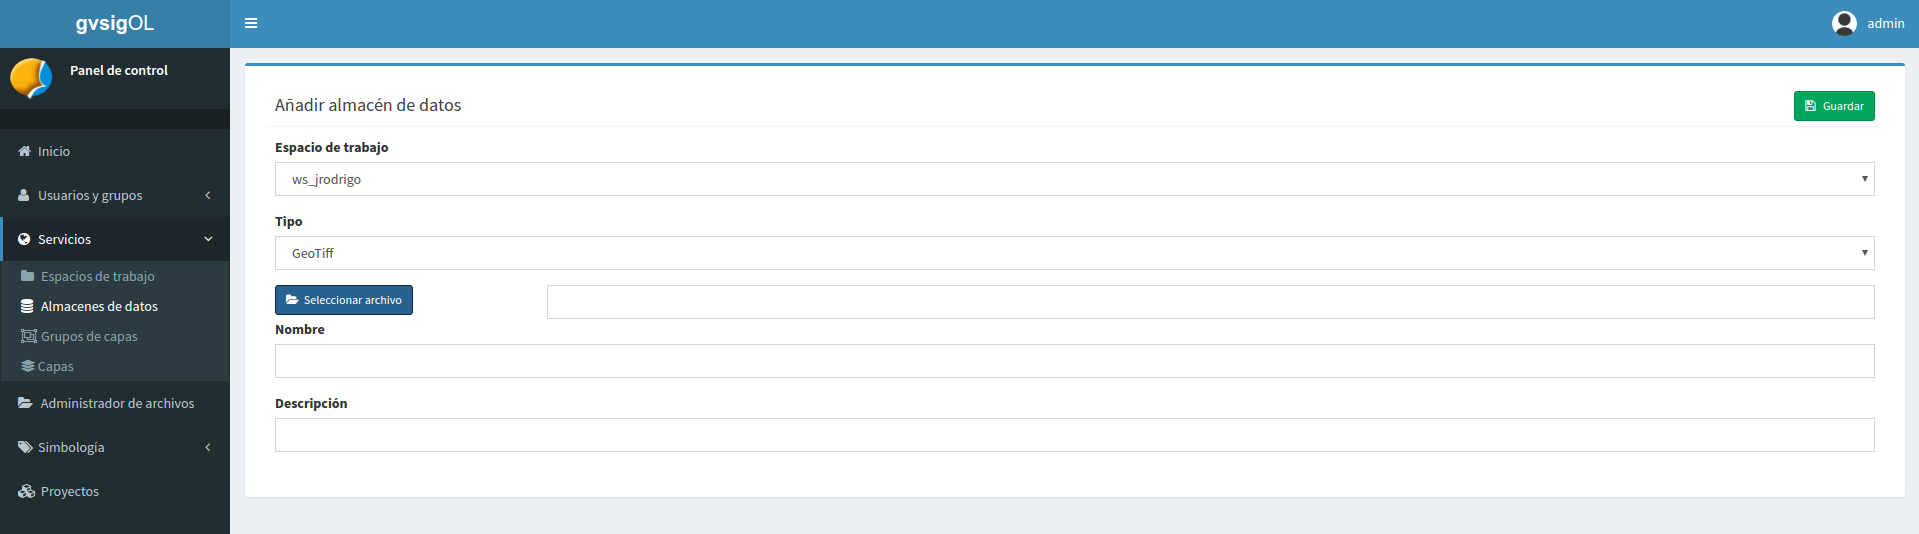 gvsigOL
admin
Panel de control
Inicio
Usuarios y grupos
Servicios
Espacios de trabajo
Almacenes de datos
Grupos de capas
Capas
Administrador de archivos
Simbología
Proyectos
Añadir almacén de datos
Guardar
Espacio de trabajo
ws_jrodrigo
Tipo
GeoTiff
Seleccionar archivo
Nombre
Descripción